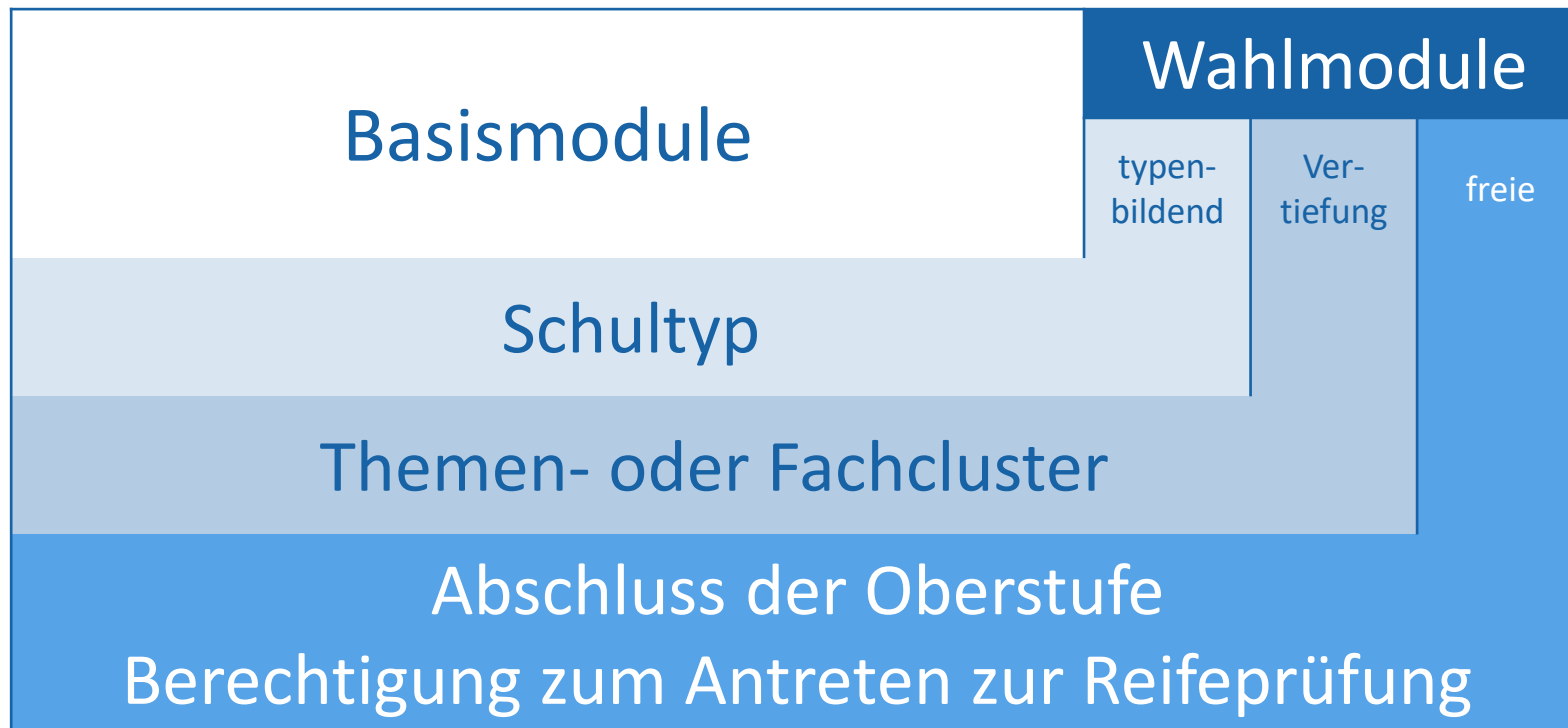 Basismodule
Wahlmodule
typen-
bildend
Ver-
tiefung
freie
Schultyp
Themen- oder Fachcluster
Abschluss der Oberstufe
Berechtigung zum Antreten zur Reifeprüfung